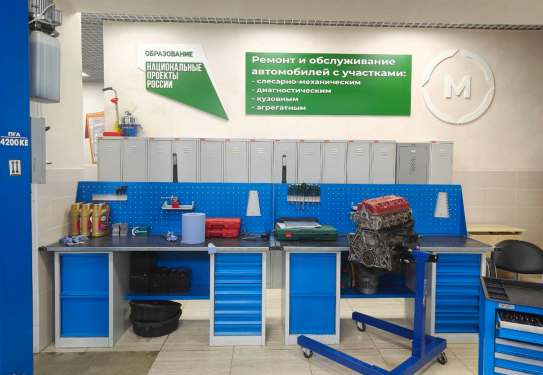 ОБРАЗОВАНИЕ
НАЦИОНАЛЬНЫЕ
ПРОЕКТЫ
РОССИИ
Ремонт и обслуживание
автомобилей с участками:
- слесарно-механическим
- диагностическим
- кузовным
- агрегатным
М
ПГА
4200КЕ